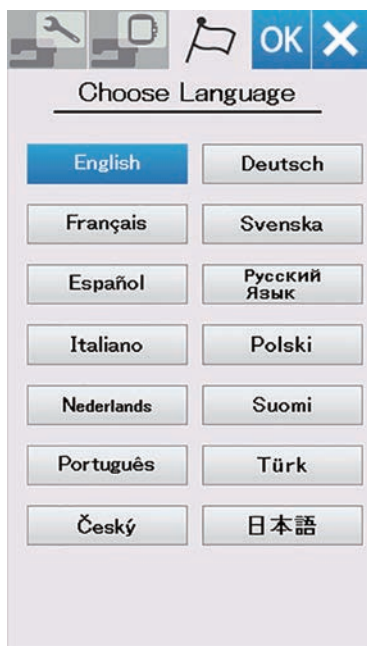 OK
Choose Language
English
Deutsch
Français
Svenska
Español
Русский
Язык
Italiano
Polski
Nederlands
Suomi
Português
Türk
Český
日本語